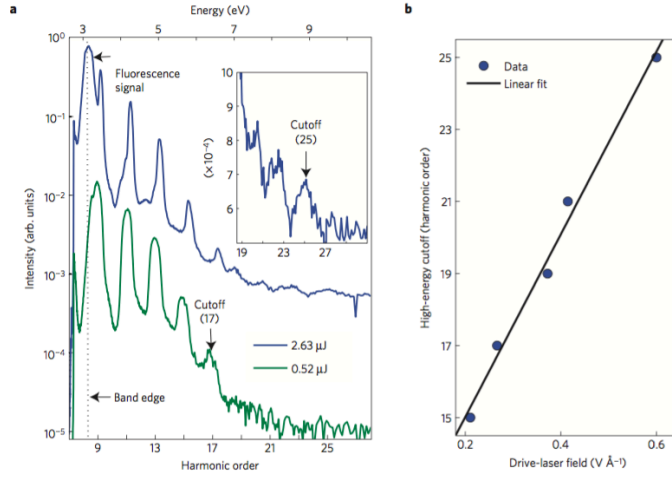 a
Energy (eV)
3 5 7 9
10⁰
10⁻¹
10⁻²
10⁻³
10⁻⁴
10⁻⁵
Intensity (arb. units)
Fluorescence
signal
10
9
8
7
6
(×10⁻⁴)
Cutoff
(25)
19 23 27
Cutoff
(17)
2.63 µJ
0.52 µJ
Band edge
9 13 17 21 25
Harmonic order
b
25
23
21
19
17
15
High-energy cutoff (harmonic order)
Data
Linear fit
0.2 0.4 0.6
Drive-laser field (V Å⁻¹)